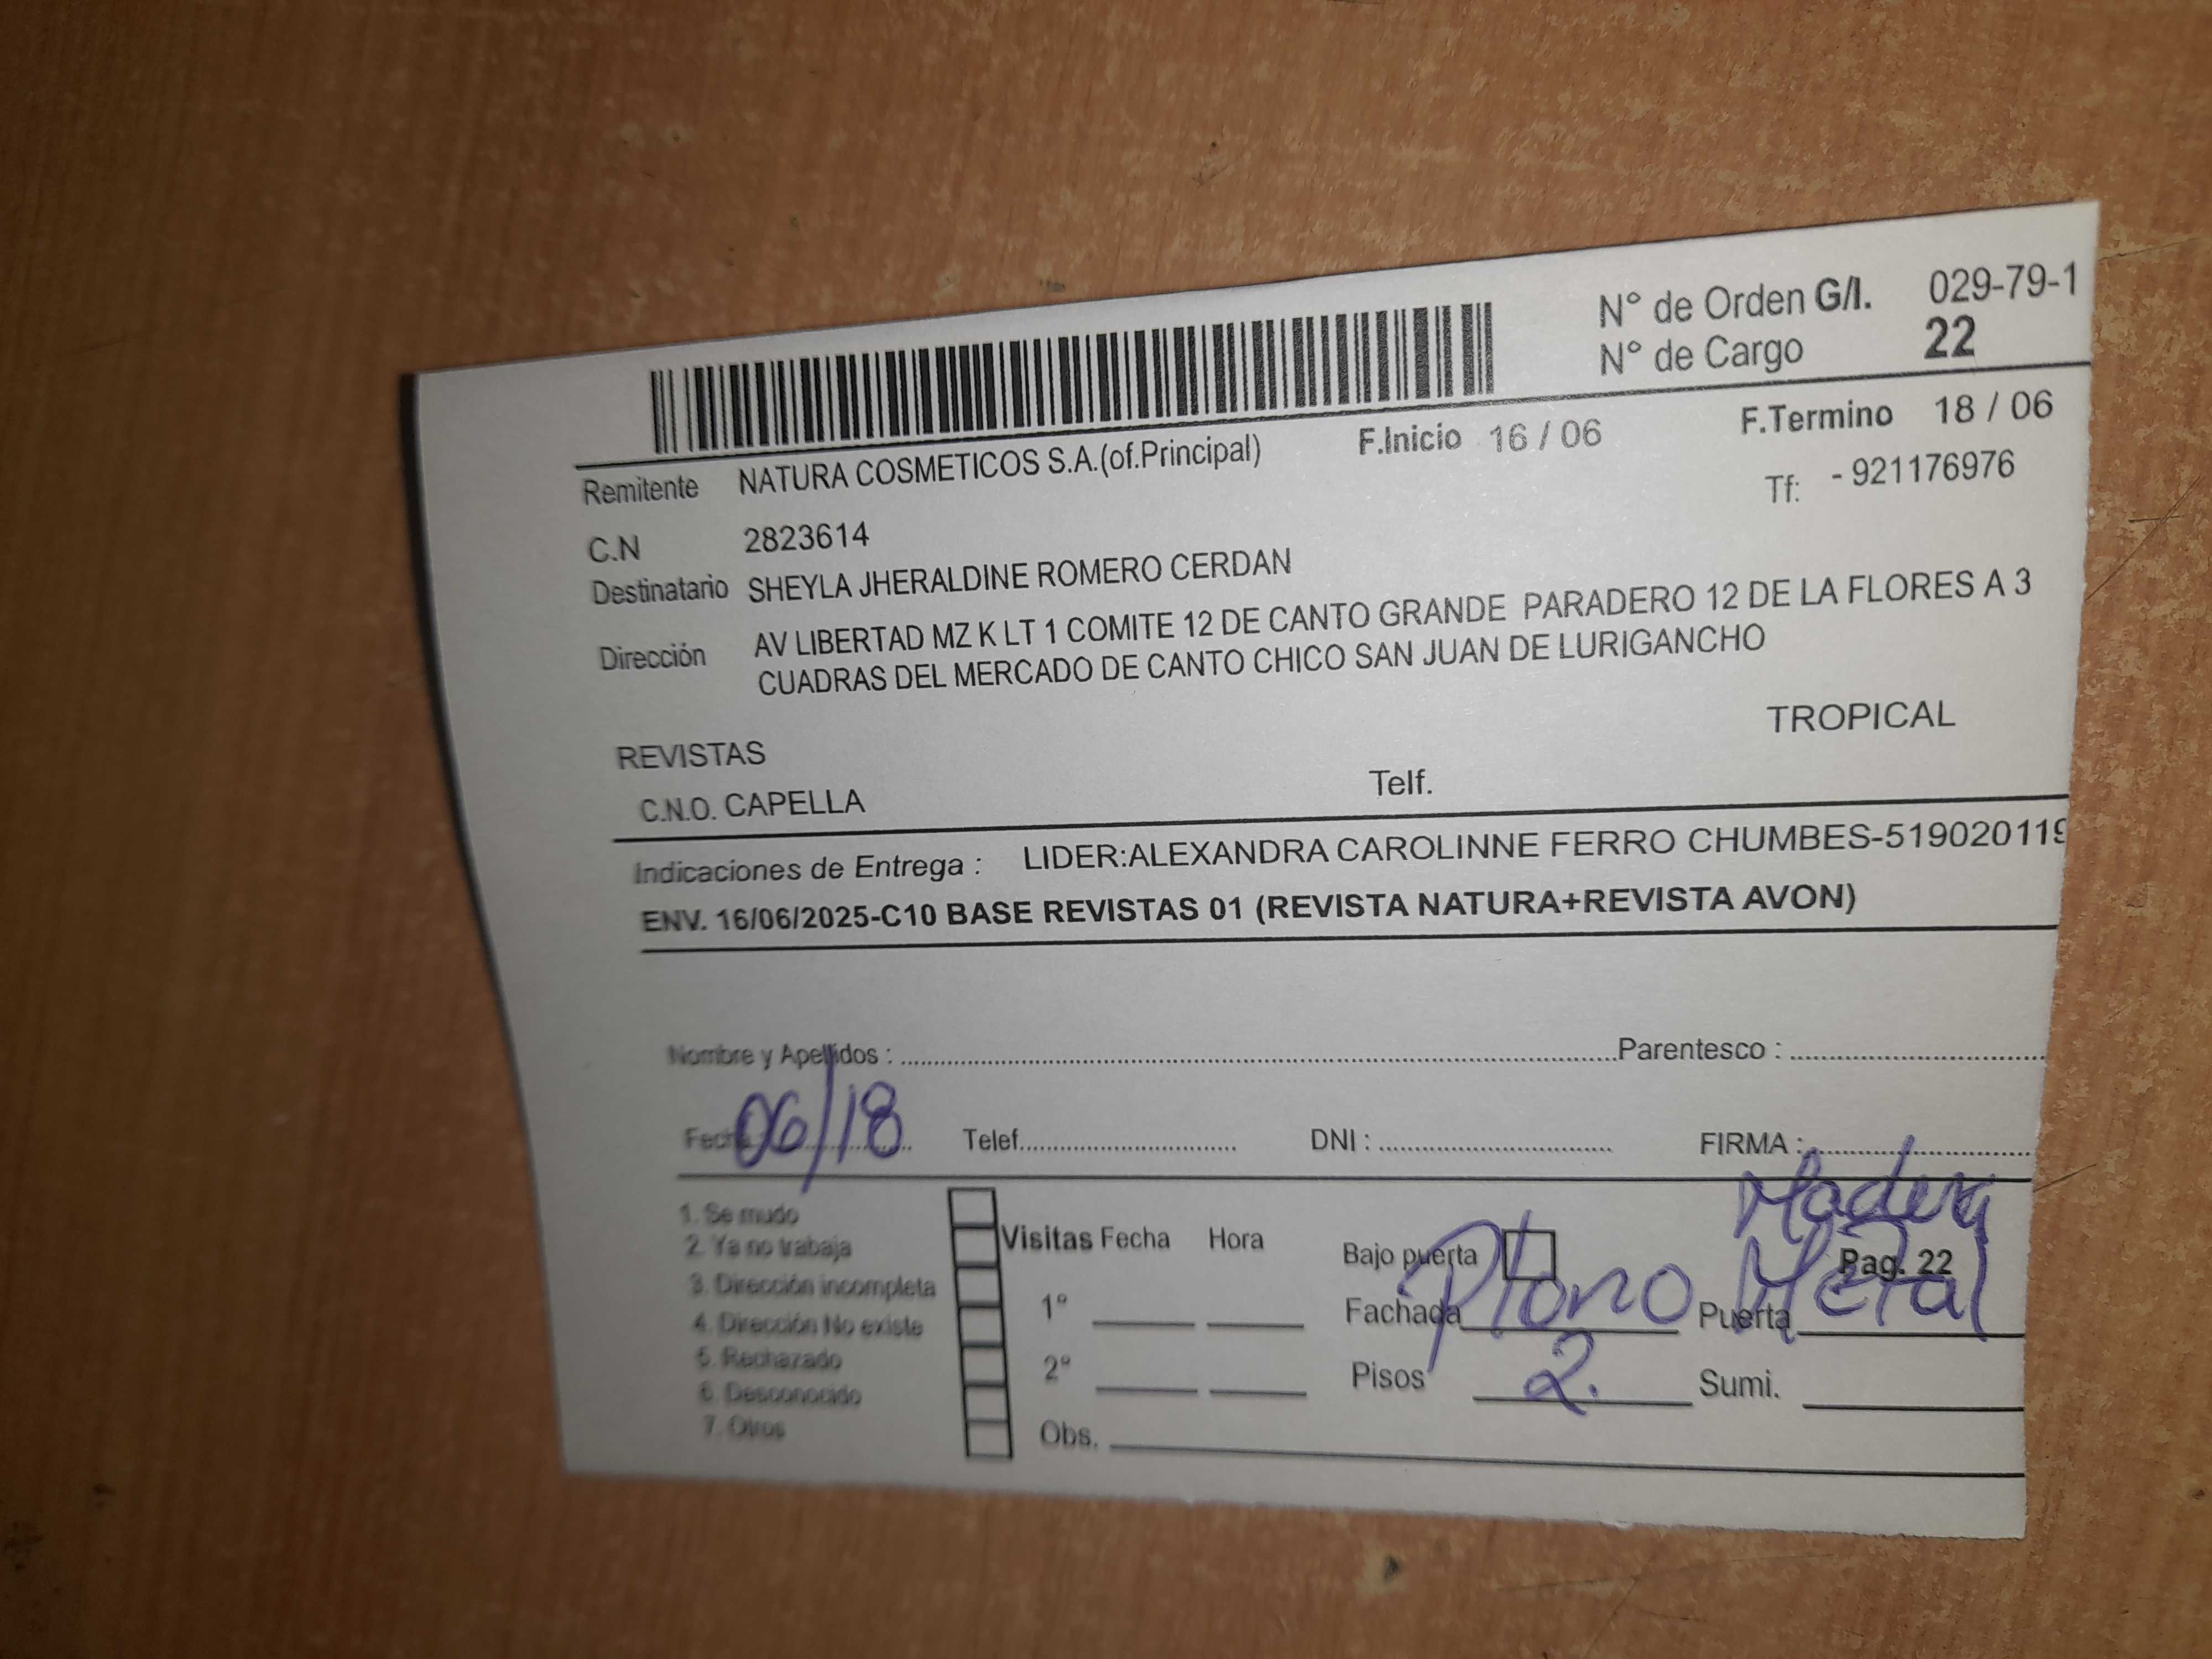 N° de Orden G/I. 029-79-1
N° de Cargo 22
F.Inicio 16 / 06 F.Termino 18 / 06
Remitente NATURA COSMETICOS S.A.(of.Principal)
Tf: - 921176976
C.N 2823614
Destinatario SHEYLA JHERALDINE ROMERO CERDAN
Dirección AV LIBERTAD MZ K LT 1 COMITE 12 DE CANTO GRANDE PARADERO 12 DE LA FLORES A 3
CUADRAS DEL MERCADO DE CANTO CHICO SAN JUAN DE LURIGANCHO
TROPICAL
REVISTAS
C.N.O. CAPELLA Telf.
Indicaciones de Entrega : LIDER:ALEXANDRA CAROLINNE FERRO CHUMBES-519020119
ENV. 16/06/2025-C10 BASE REVISTAS 01 (REVISTA NATURA+REVISTA AVON)
Nombre y Apellidos : Parentesco :
Fecha 06/18 Telef. DNI : FIRMA :
Madera
1. Se mudo
2. Ya no trabaja
3. Dirección incompleta
4. Dirección No existe
5. Rechazado
6. Desconocido
7. Otros
Visitas Fecha Hora
1°
2°
Obs.
Bajo puerta Pag. 22
Fachada Plomo Puerta Metal
Pisos 2. Sumi.